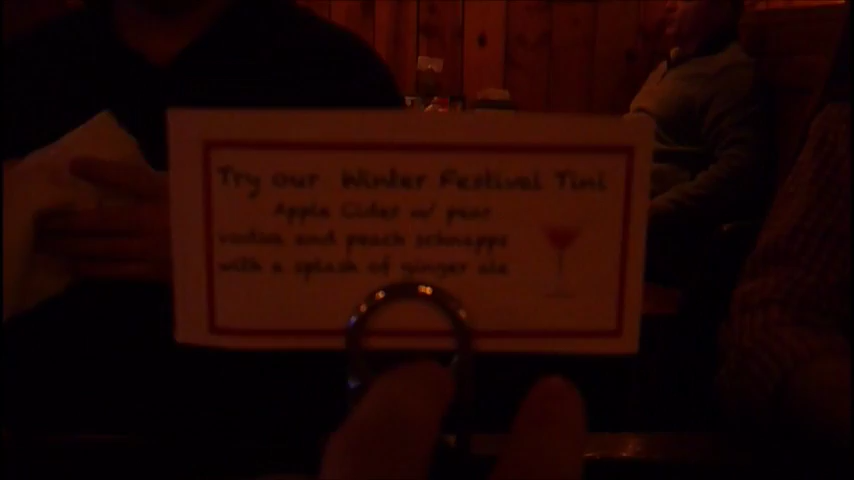 Try our Winter Festival Tini
Apple Cider w/ pear
vodka and peach schnapps
with a splash of ginger ale